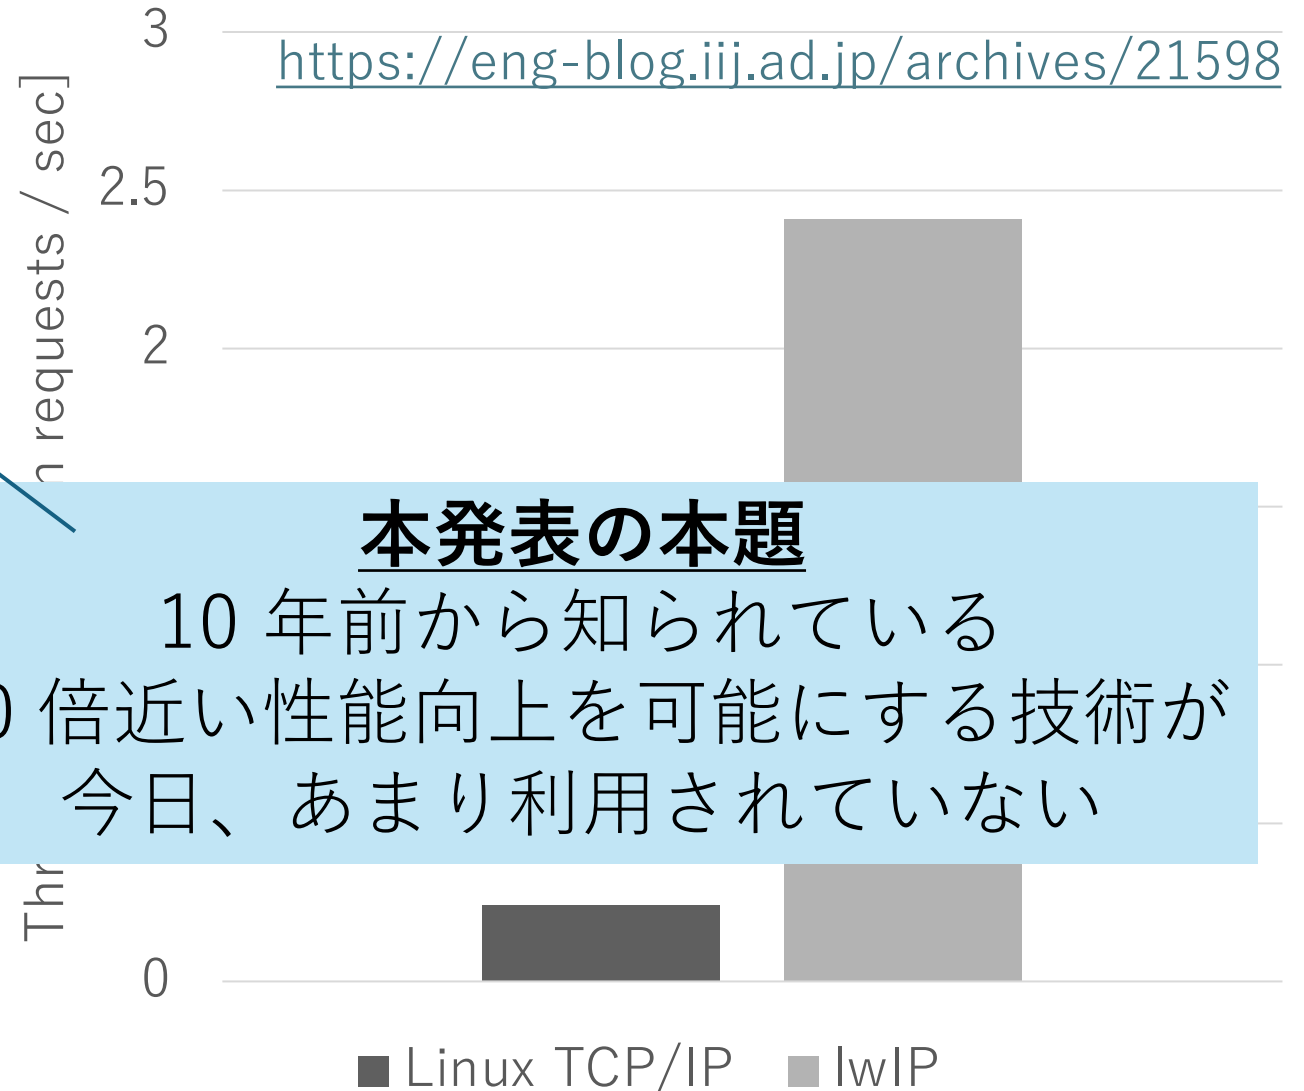 3
https://eng-blog.iij.ad.jp/archives/21598
2.5
2
requests / sec]
本発表の本題
10 年前から知られている
0 倍近い性能向上を可能にする技術が
今日、あまり利用されていない
0
Linux TCP/IP
lwIP